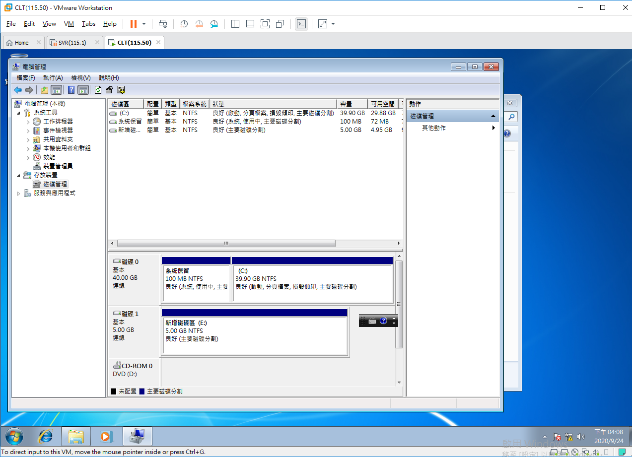 CLT(115.50) - VMware Workstation
File Edit View VM Tabs Help
Home SVR(115.1) CLT(115.50)
電腦管理
檔案(F) 執行(A) 檢視(V) 說明(H)
電腦管理 (本機)
系統工具
工作排程器
事件檢視器
共用資料夾
本機使用者和群組
效能
裝置管理員
存放裝置
磁碟管理
服務與應用程式
磁碟區 配置 類型 檔案系統 狀態 容量 可用空間
(C:) 簡單 基本 NTFS 良好 (啟動, 分頁檔案, 損毀傾印, 主要磁碟分割) 39.90 GB 29.88 GB
系統保留 簡單 基本 NTFS 良好 (系統, 使用中, 主要磁碟分割) 100 MB 72 MB
新增磁... 簡單 基本 NTFS 良好 (主要磁碟分割) 5.00 GB 4.95 GB
動作
磁碟管理
其他動作
磁碟 0
基本
40.00 GB
連線
系統保留
100 MB NTFS
良好 (系統, 使用中, 主要
(C:)
39.90 GB NTFS
良好 (啟動, 分頁檔案, 損毀傾印, 主要磁碟分割)
磁碟 1
基本
5.00 GB
連線
新增磁碟區 (E:)
5.00 GB NTFS
良好 (主要磁碟分割)
CD-ROM 0
DVD (D:)
未配置 主要磁碟分割
下午 04:08
2020/9/24
To direct input to this VM, move the mouse pointer inside or press Ctrl+G.